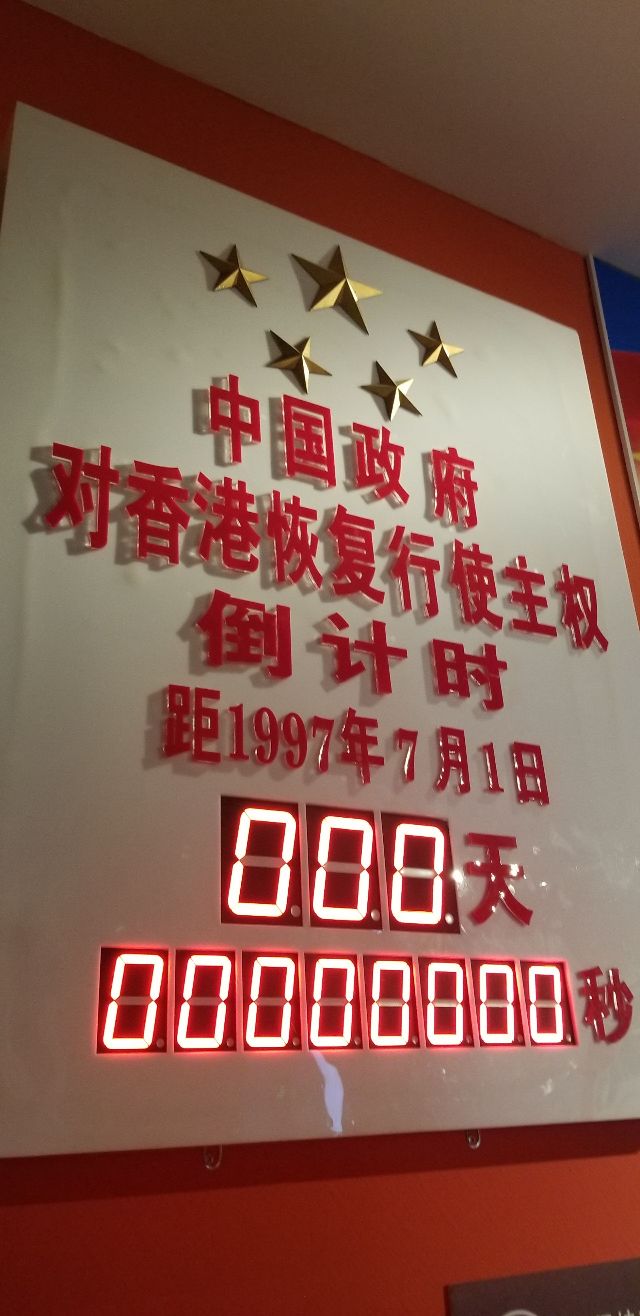 中国政府
对香港恢复行使主权
倒计时
距1997年7月1日
000天
00000000秒